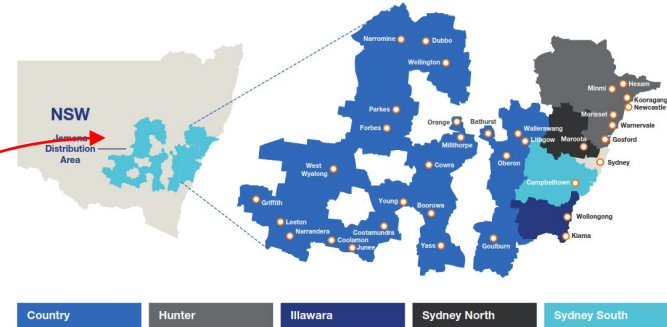 NSW
Jemena
Distribution
Area
Narromine
Dubbo
Wellington
Parkes
Forbes
Orange
Bathurst
Millthorpe
Wallerawang
Lithgow
Oberon
West
Wyalong
Cowra
Griffith
Leeton
Narrandera
Coolamon
Junee
Cootamundra
Young
Boorowa
Yass
Goulburn
Minmi
Hexam
Kooragang
Newcastle
Morisset
Warnervale
Maroota
Gosford
Sydney
Campbelltown
Wollongong
Kiama
Country
Hunter
Illawara
Sydney North
Sydney South